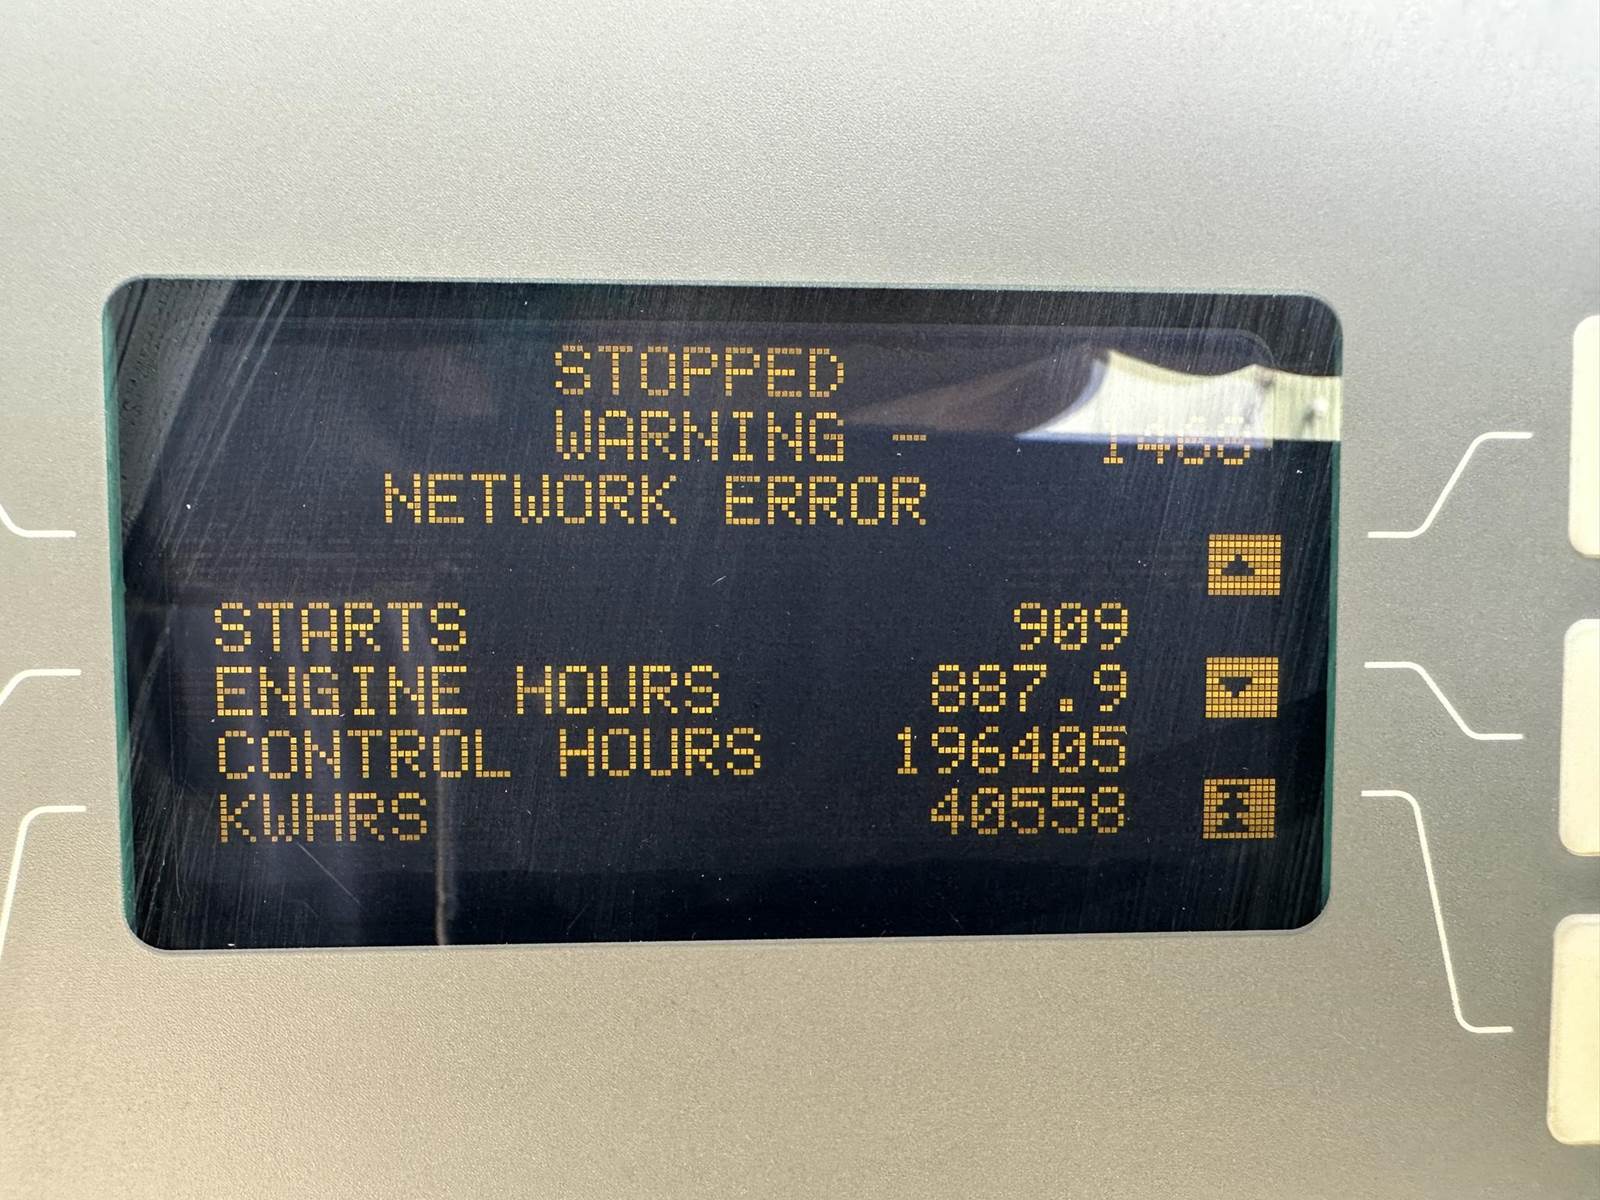 STOPPED
WARNING -
NETWORK ERROR
STARTS 909
ENGINE HOURS 887.9
CONTROL HOURS 196405
KWHRS 40558